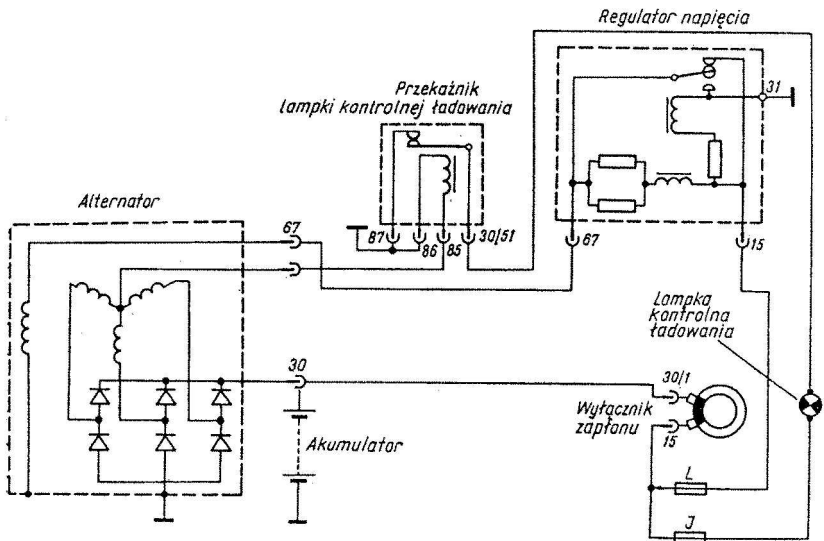 Regulator napięcia
Przekaźnik
lampki kontrolnej ładowania
31
Alternator
67
87
86
85
30/51
67
15
Lampka
kontrolna
ładowania
30
30/1
Wyłącznik
zapłonu
15
Akumulator
L
J